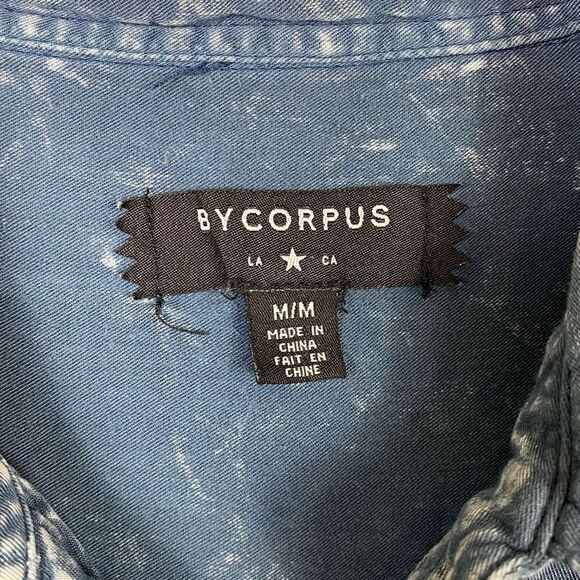 BYCORPUS
LA ★ CA
M/M
MADE IN
CHINA
FAIT EN
CHINE